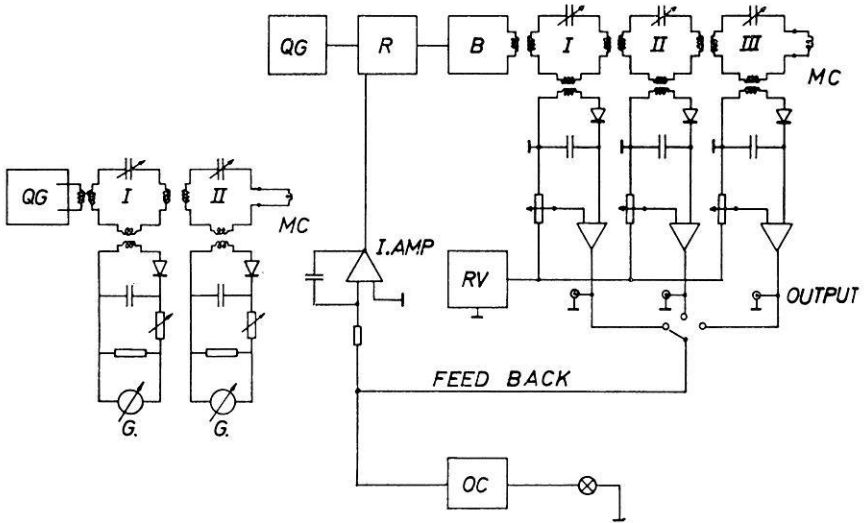 QG
R
B
I
II
III
MC
QG
I
II
MC
I.AMP
RV
OUTPUT
FEED BACK
G.
G.
OC